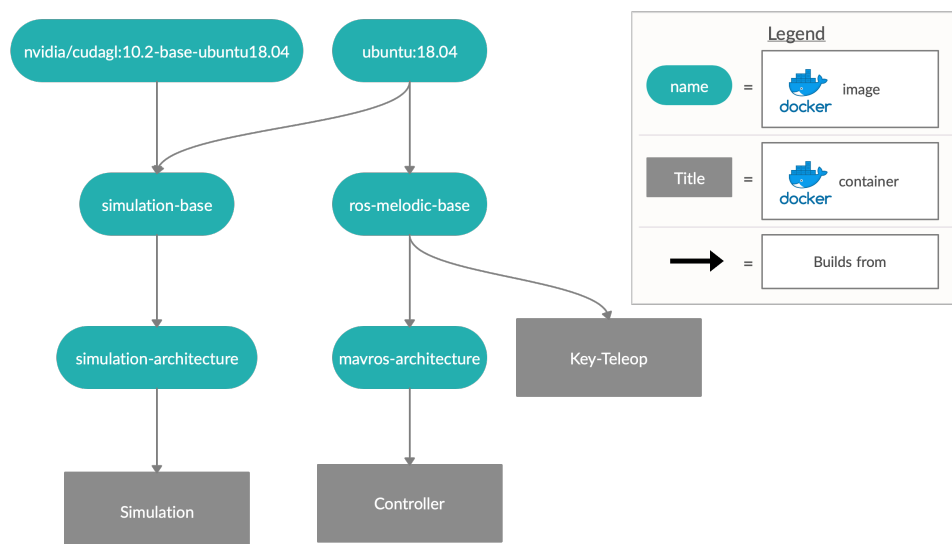 nvidia/cudagl:10.2-base-ubuntu18.04
ubuntu:18.04
simulation-base
ros-melodic-base
simulation-architecture
mavros-architecture
Key-Teleop
Simulation
Controller
Legend
name
=
docker
image
Title
=
docker
container
=
Builds from